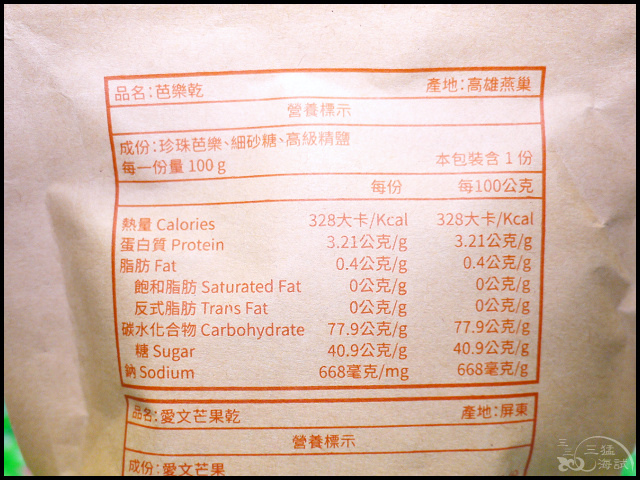 品名：芭樂乾 產地：高雄燕巢
營養標示
成份：珍珠芭樂、細砂糖、高級精鹽
每一份量 100 g 本包裝含 1 份
每份 每100公克
熱量 Calories 328大卡/Kcal 328大卡/Kcal
蛋白質 Protein 3.21公克/g 3.21公克/g
脂肪 Fat 0.4公克/g 0.4公克/g
飽和脂肪 Saturated Fat 0公克/g 0公克/g
反式脂肪 Trans Fat 0公克/g 0公克/g
碳水化合物 Carbohydrate 77.9公克/g 77.9公克/g
糖 Sugar 40.9公克/g 40.9公克/g
鈉 Sodium 668毫克/mg 668毫克/g
品名：愛文芒果乾 產地：屏東
營養標示
成份：愛文芒果
三猛
海試